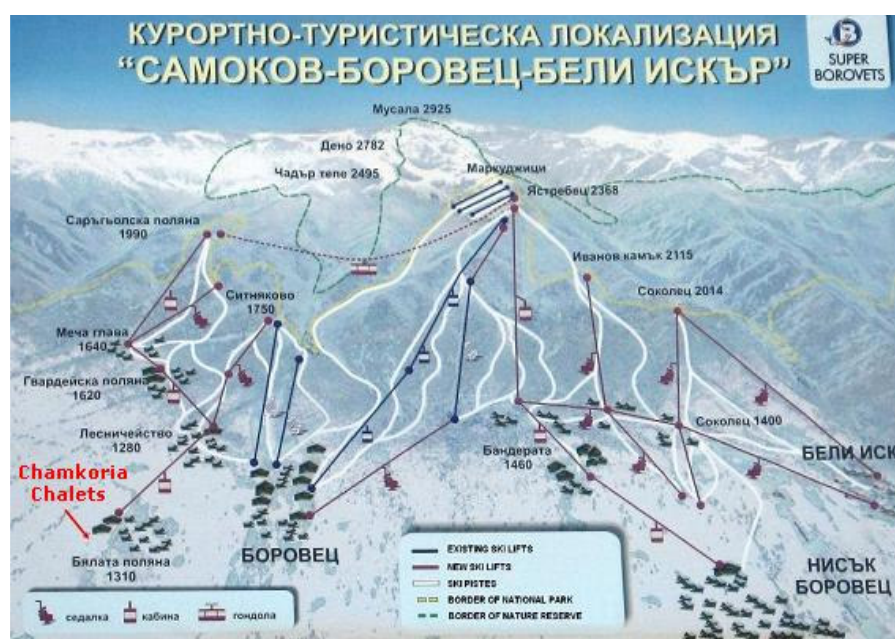 КУРОРТНО-ТУРИСТИЧЕСКА ЛОКАЛИЗАЦИЯ
“САМОКОВ-БОРОВЕЦ-БЕЛИ ИСКЪР”
SUPER
BOROVETS
Мусала 2925
Дено 2782
Чадър тепе 2495
Маркуджици
Ястребец 2368
Саръгьолска поляна
1990
Иванов камък 2115
Ситняково
1750
Соколец 2014
Меча глава
1640
Гвардейска поляна
1620
Лесничейство
1280
Соколец 1400
Бандерата
1460
БЕЛИ ИСК
Chamkoria
Chalets
Бялата поляна
1310
БОРОВЕЦ
НИСЪК
БОРОВЕЦ
EXISTING SKI LIFTS
NEW SKI LIFTS
SKI PISTES
BORDER OF NATIONAL PARK
BORDER OF NATURE RESERVE
седалка
кабина
гондола